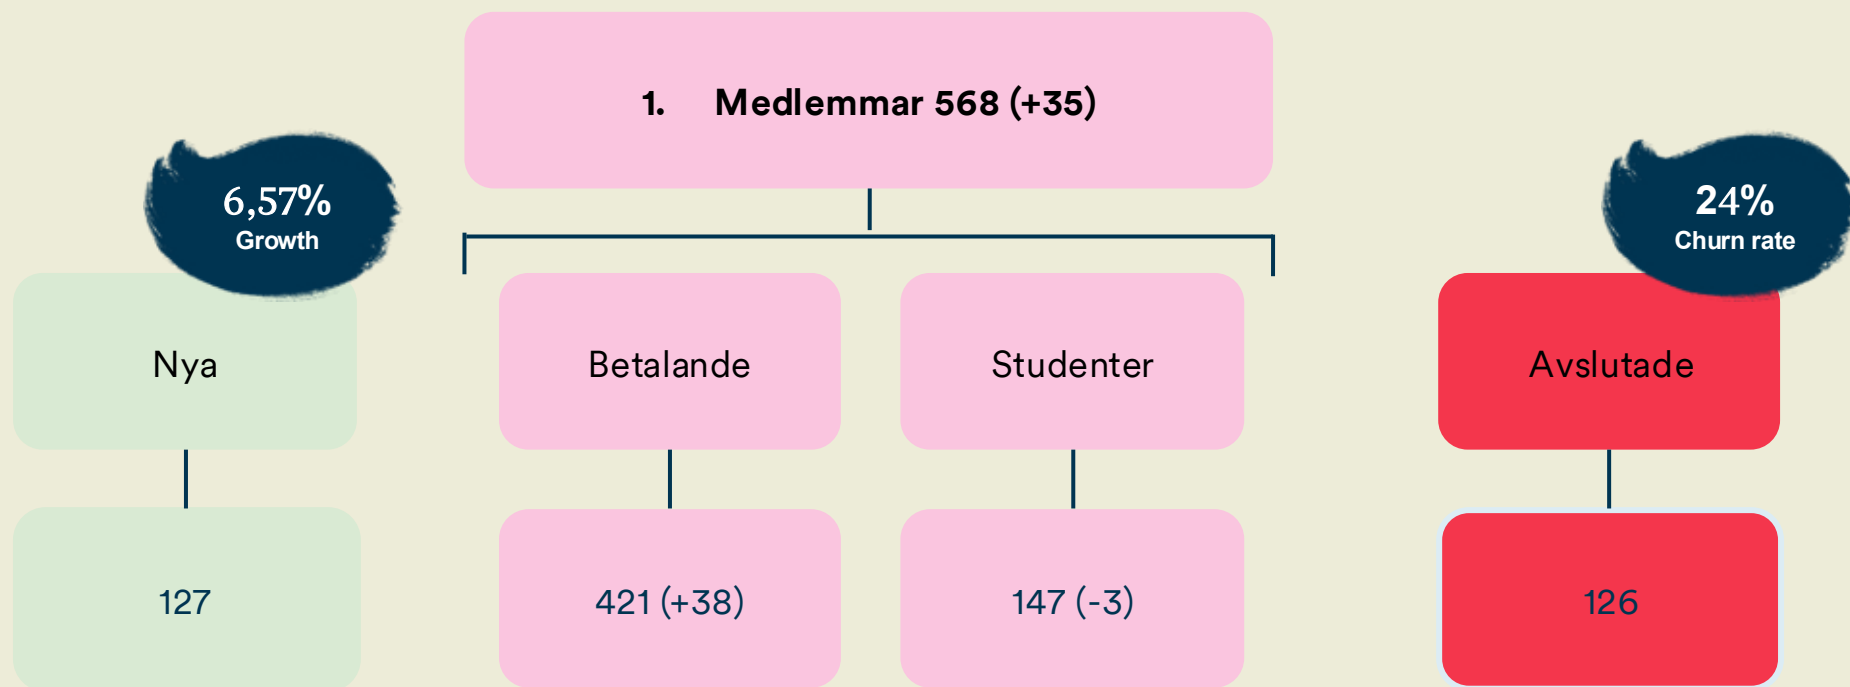 1. Medlemmar 568 (+35)
6,57%
Growth
24%
Churn rate
Nya
Betalande
Studenter
Avslutade
127
421 (+38)
147 (-3)
126